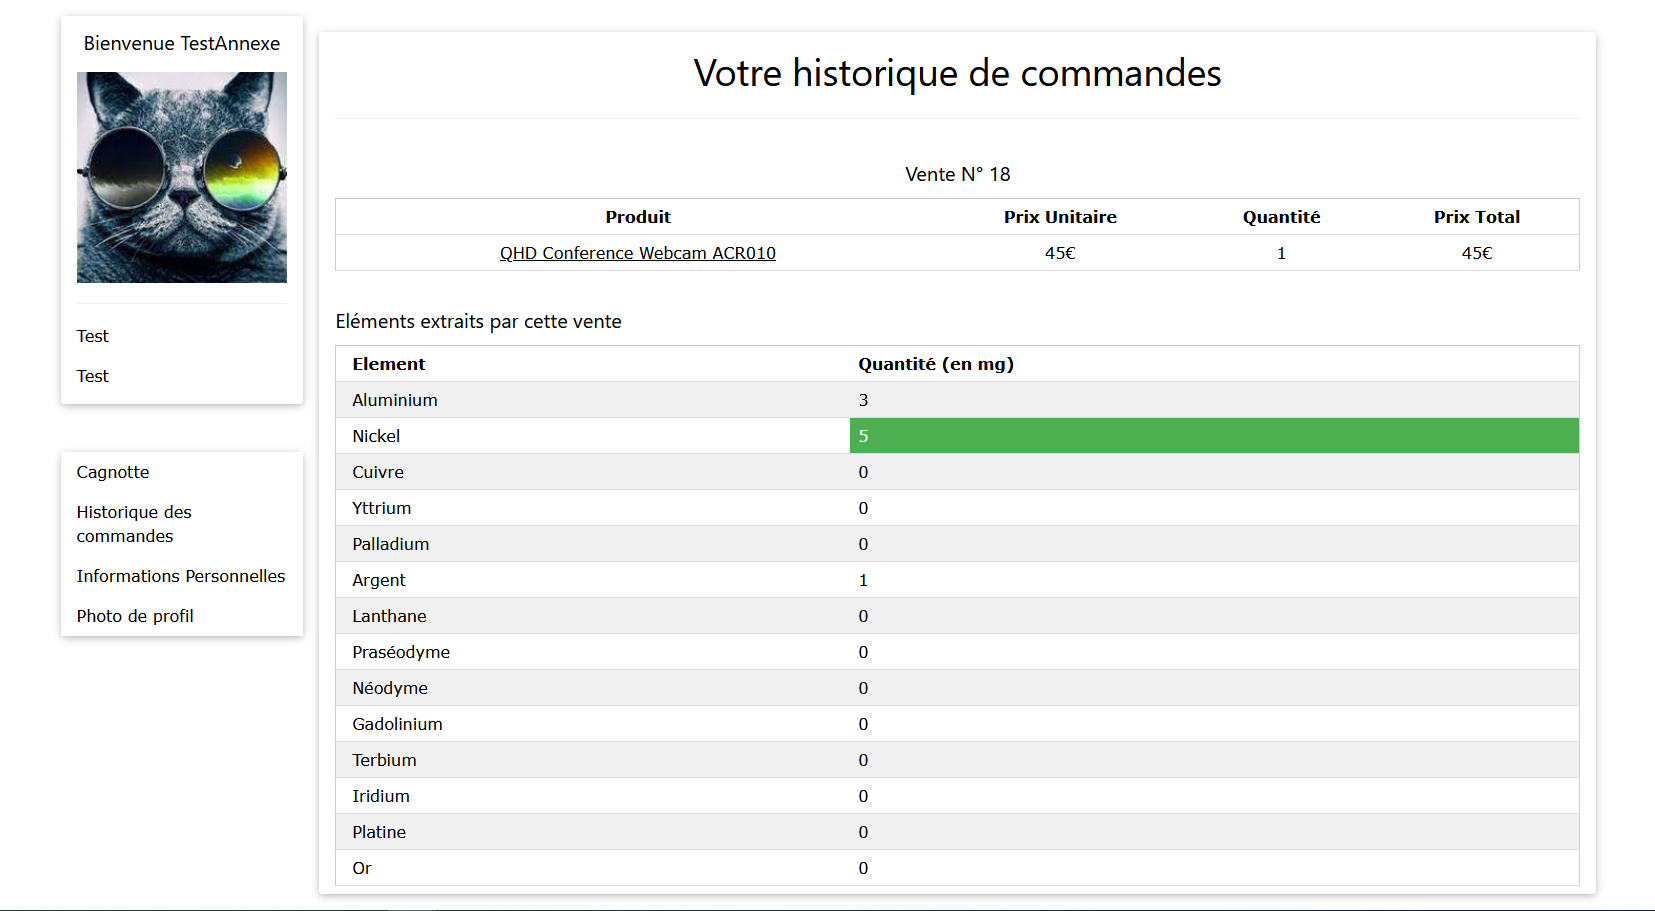 Bienvenue TestAnnexe
Test
Test
Cagnotte
Historique des
commandes
Informations Personnelles
Photo de profil
Votre historique de commandes
Vente N° 18
Produit Prix Unitaire Quantité Prix Total
QHD Conference Webcam ACR010 45€ 1 45€
Eléments extraits par cette vente
Element Quantité (en mg)
Aluminium 3
Nickel 5
Cuivre 0
Yttrium 0
Palladium 0
Argent 1
Lanthane 0
Praséodyme 0
Néodyme 0
Gadolinium 0
Terbium 0
Iridium 0
Platine 0
Or 0